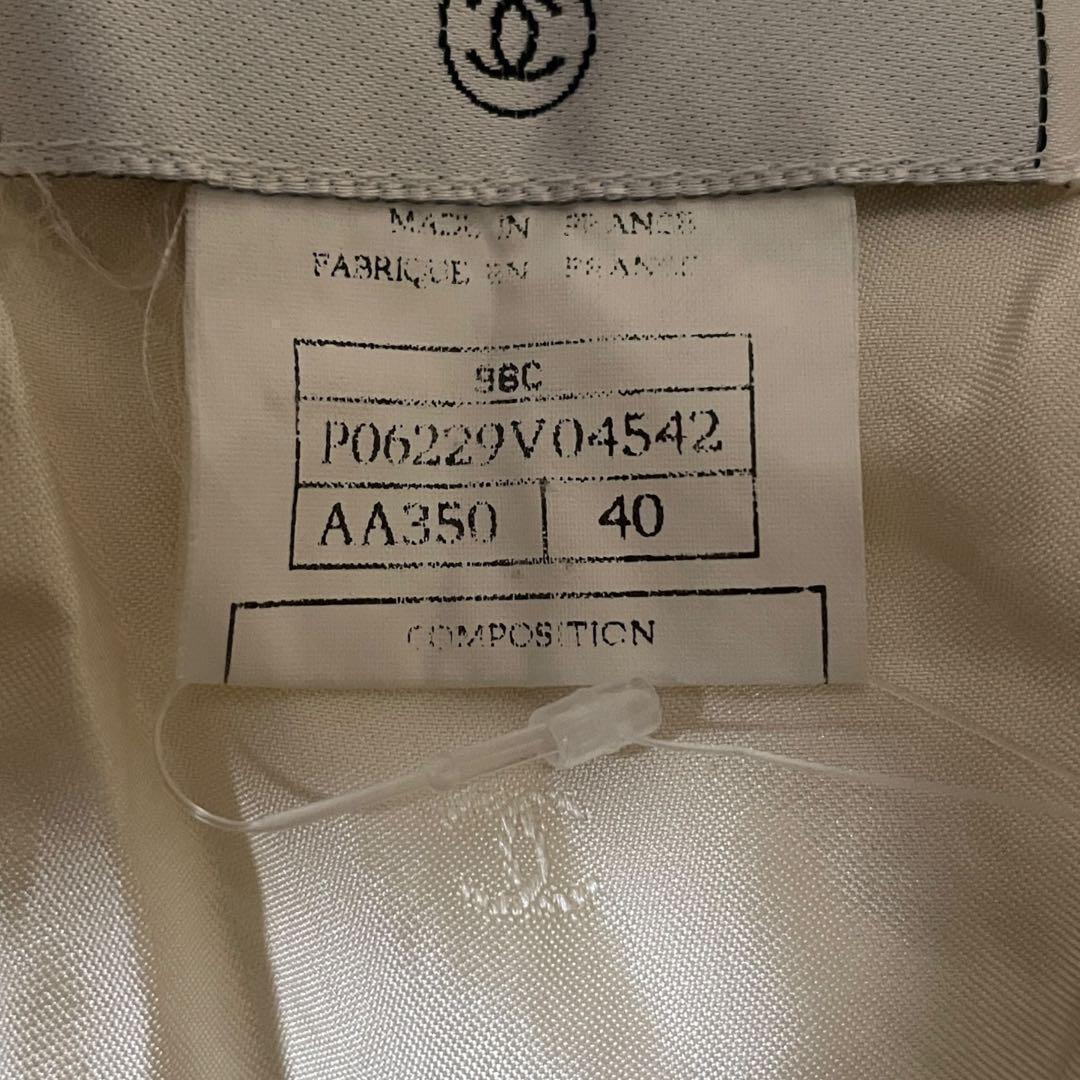 MADE IN FRANCE
FABRIQUE EN FRANCE
98C
P06229V04542
AA350 40
COMPOSITION